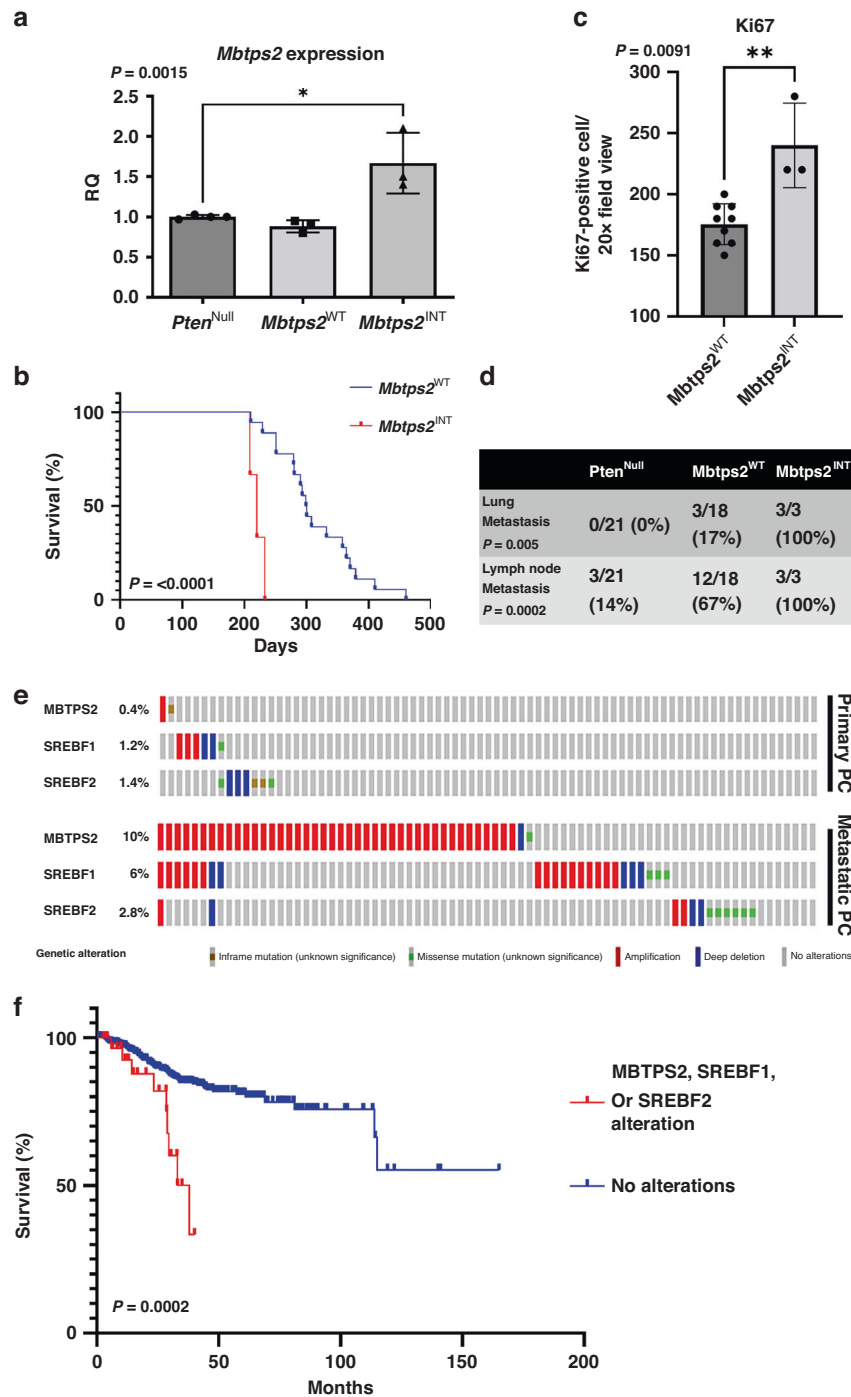 a
Mbtps2 expression
P = 0.0015
*
2.5
2.0
1.5
1.0
0.5
0.0
RQ
Pten^Null
Mbtps2^WT
Mbtps2^INT
c
Ki67
P = 0.0091
**
300
250
200
150
100
Ki67-positive cell/
20× field view
Mbtps2^WT
Mbtps2^INT
b
Mbtps2^WT
Mbtps2^INT
100
50
0
Survival (%)
P = <0.0001
0 100 200 300 400 500
Days
d
Pten^Null Mbtps2^WT Mbtps2^INT
Lung
Metastasis
P = 0.005
0/21 (0%)
3/18
(17%)
3/3
(100%)
Lymph node
Metastasis
P = 0.0002
3/21
(14%)
12/18
(67%)
3/3
(100%)
e
MBTPS2 0.4%
SREBF1 1.2%
SREBF2 1.4%
Primary PC
MBTPS2 10%
SREBF1 6%
SREBF2 2.8%
Metastatic PC
Genetic alteration
Inframe mutation (unknown significance)
Missense mutation (unknown significance)
Amplification
Deep deletion
No alterations
f
100
50
0
Survival (%)
P = 0.0002
0 50 100 150 200
Months
MBTPS2, SREBF1,
Or SREBF2
alteration
No alterations